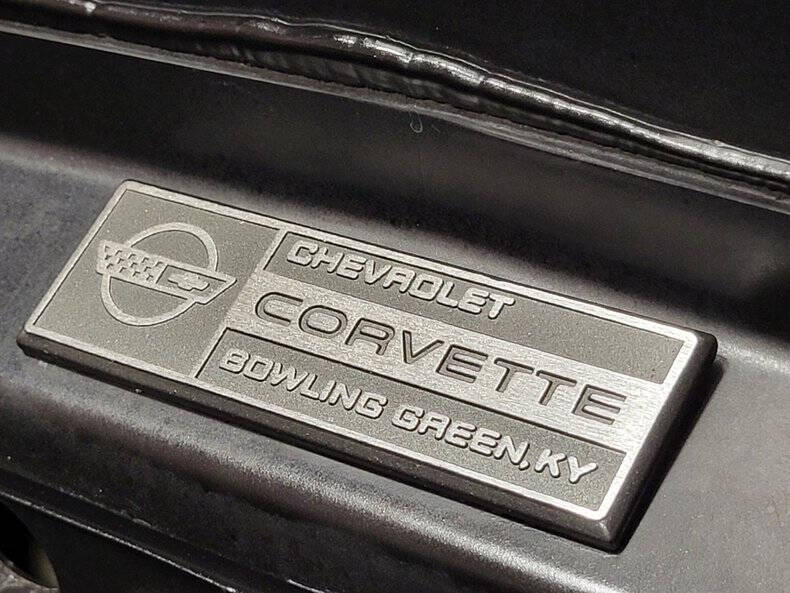 CHEVROLET
CORVETTE
BOWLING GREEN, KY